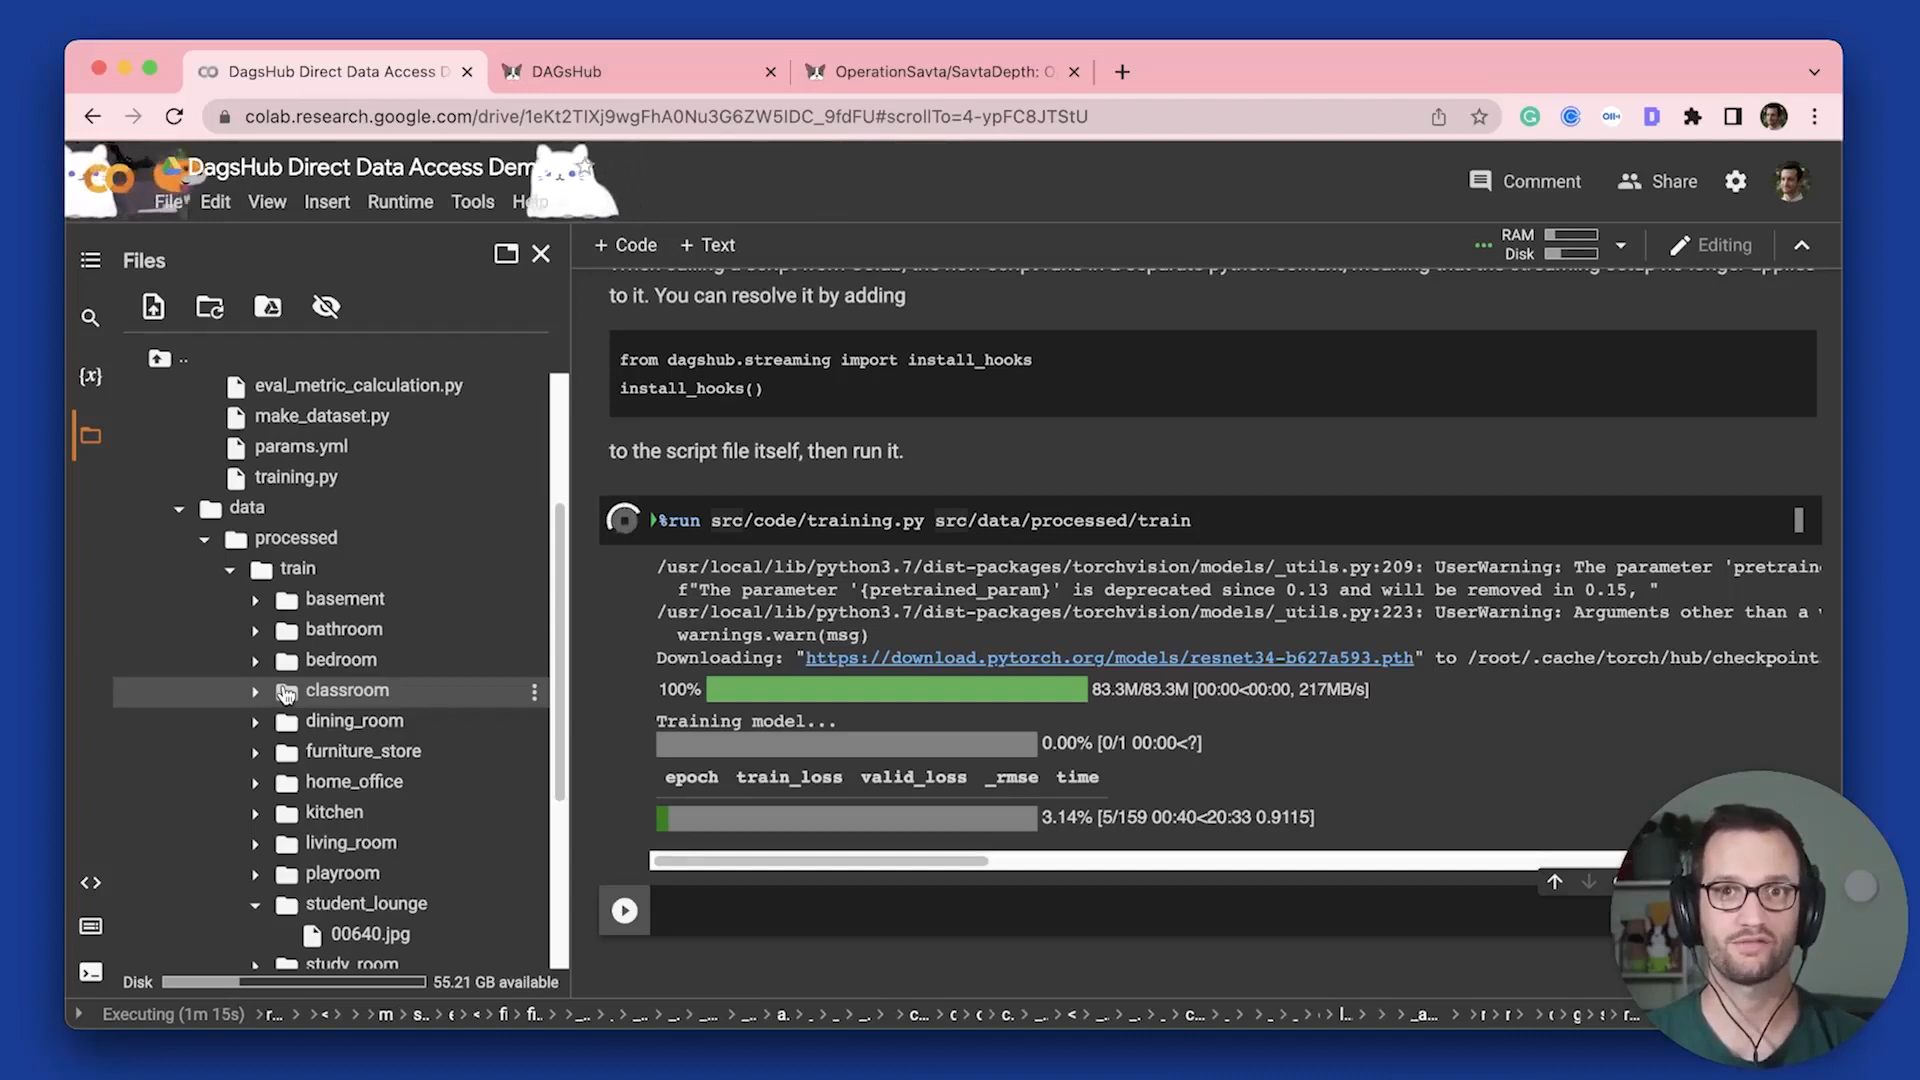 DagsHub Direct Data Access D
DAGsHub
OperationSavta/SavtaDepth: O
colab.research.google.com/drive/1eKt2TIXj9wgFhA0Nu3G6ZW5IDC_9fdFU#scrollTo=4-ypFC8JTStU
DagsHub Direct Data Access Dem
File Edit View Insert Runtime Tools Help
Comment
Share
Files
+ Code + Text
RAM
Disk
Editing
to it. You can resolve it by adding
from dagshub.streaming import install_hooks
install_hooks()
to the script file itself, then run it.
..
eval_metric_calculation.py
make_dataset.py
params.yml
training.py
data
processed
train
basement
bathroom
bedroom
classroom
dining_room
furniture_store
home_office
kitchen
living_room
playroom
student_lounge
00640.jpg
study_room
Disk 55.21 GB available
%run src/code/training.py src/data/processed/train
/usr/local/lib/python3.7/dist-packages/torchvision/models/_utils.py:209: UserWarning: The parameter 'pretrain
f"The parameter '{pretrained_param}' is deprecated since 0.13 and will be removed in 0.15, "
/usr/local/lib/python3.7/dist-packages/torchvision/models/_utils.py:223: UserWarning: Arguments other than a
warnings.warn(msg)
Downloading: "https://download.pytorch.org/models/resnet34-b627a593.pth" to /root/.cache/torch/hub/checkpoint
100% 83.3M/83.3M [00:00<00:00, 217MB/s]
Training model...
0.00% [0/1 00:00<?]
epoch train_loss valid_loss _rmse time
3.14% [5/159 00:40<20:33 0.9115]
Executing (1m 15s)